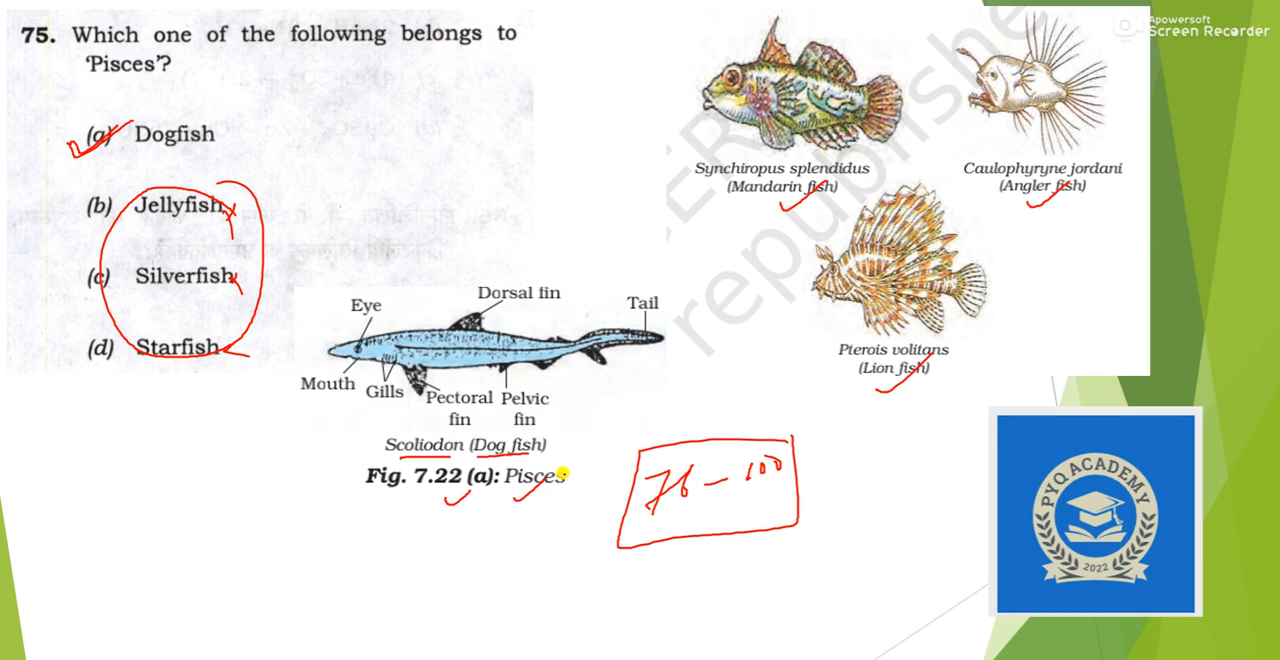 75. Which one of the following belongs to
'Pisces'?
(a) Dogfish
(b) Jellyfish
(c) Silverfish
(d) Starfish
Eye
Dorsal fin
Tail
Mouth
Gills
Pectoral fin
Pelvic fin
Scoliodon (Dog fish)
Fig. 7.22 (a): Pisces
Synchiropus splendidus
(Mandarin fish)
Caulophyryne jordani
(Angler fish)
Pterois volitans
(Lion fish)
76 - 100
republishe
Apowersoft
Screen Recorder
PYQ ACADEMY
2022